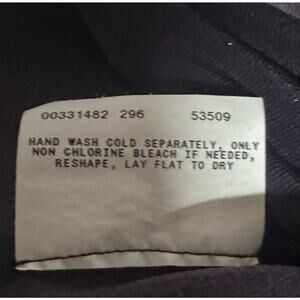 00331482 296 53509
HAND WASH COLD SEPARATELY, ONLY
NON CHLORINE BLEACH IF NEEDED,
RESHAPE, LAY FLAT TO DRY